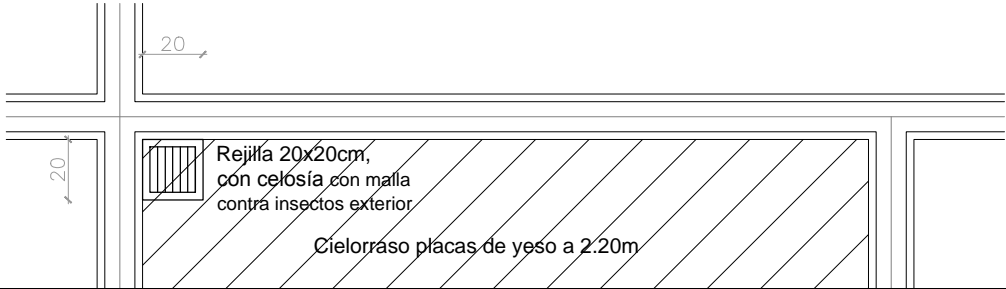 20
20
Rejilla 20x20cm,
con celosía con malla
contra insectos exterior
Cielorraso placas de yeso a 2.20m